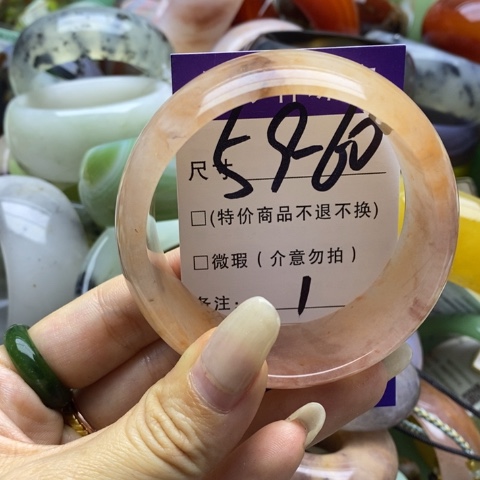 尺寸 59-60
□(特价商品不退不换)
□微瑕(介意勿拍)
备注: 1